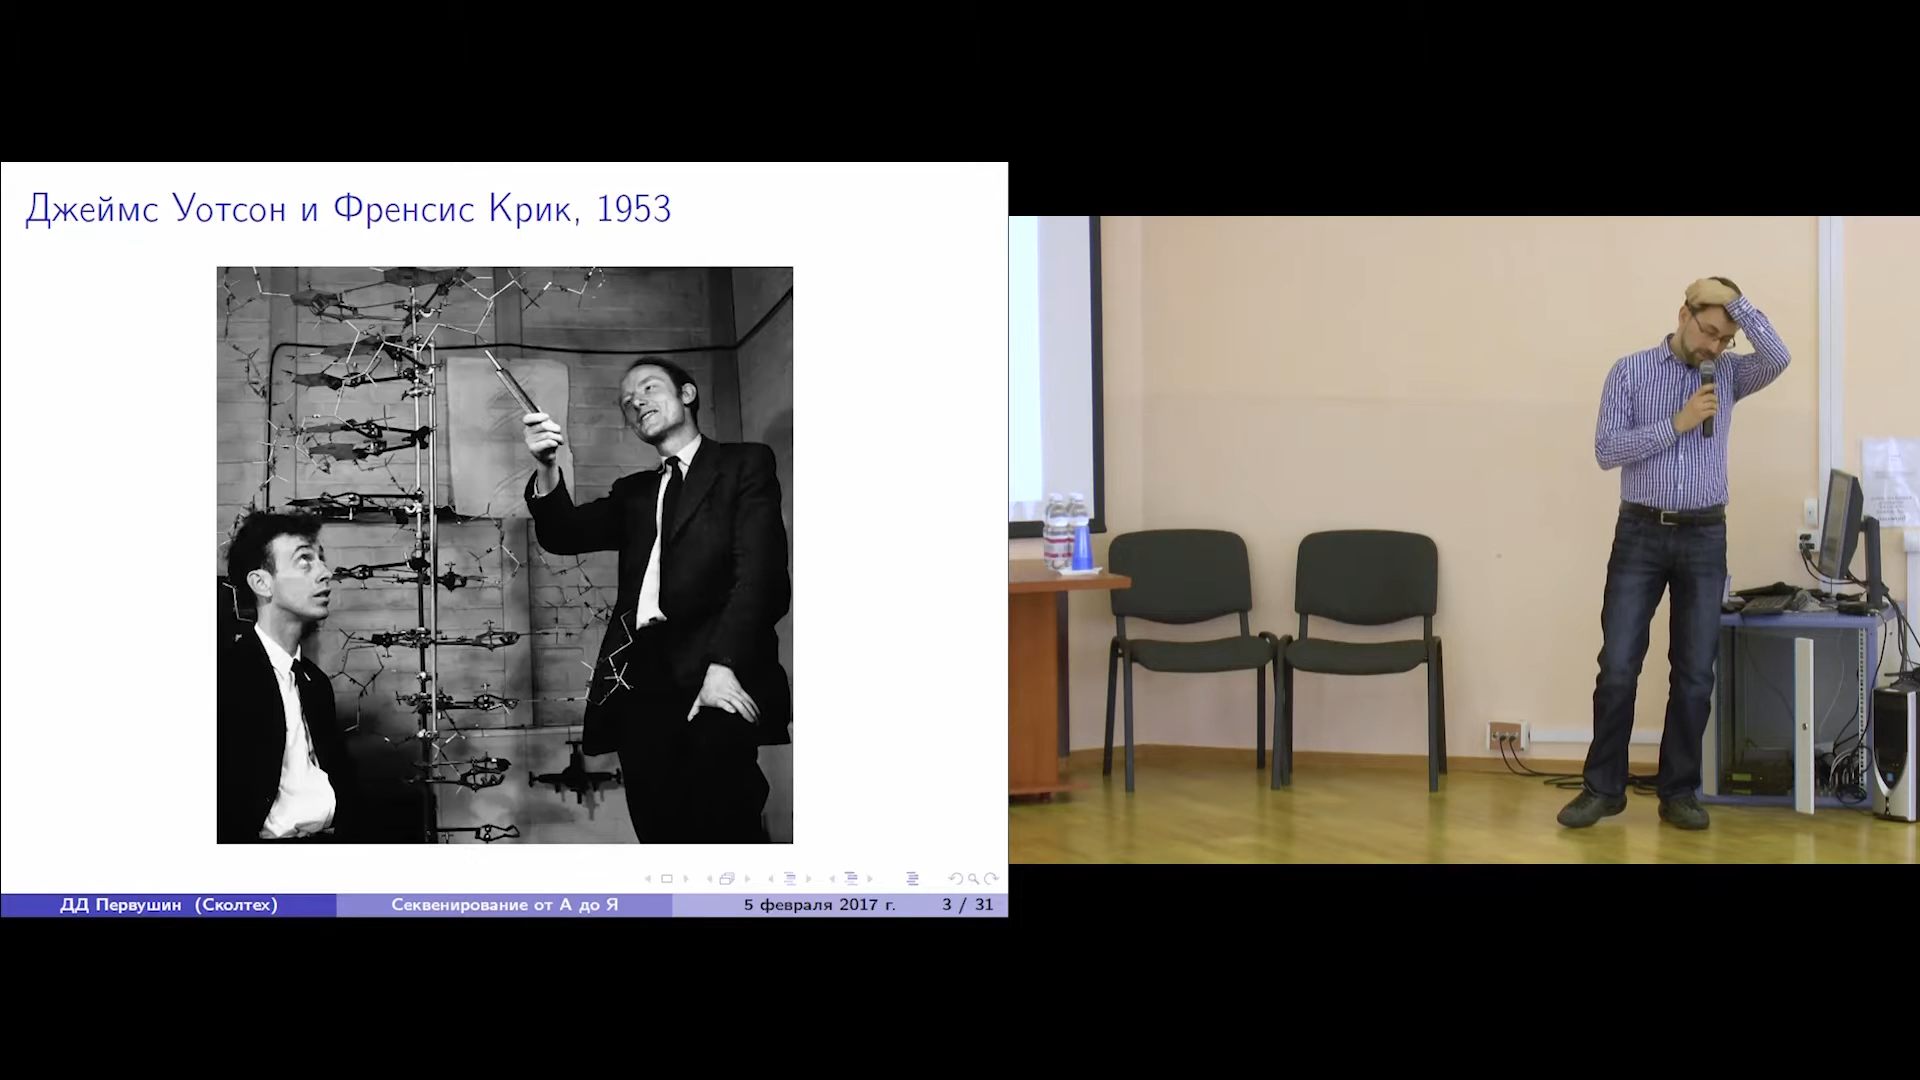 Джеймс Уотсон и Френсис Крик, 1953
ДД Первушин (Сколтех)
Секвенирование от А до Я
5 февраля 2017 г.
3 / 31